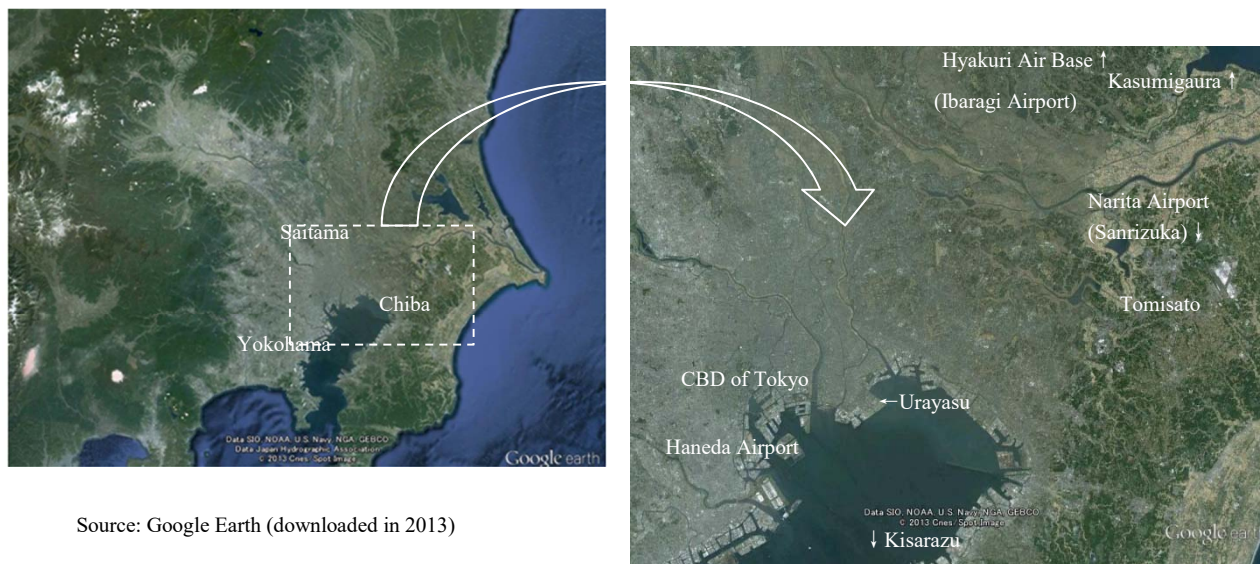 Saitama
Chiba
Yokohama
Data SIO, NOAA, U.S. Navy, NGA, GEBCO
Data Japan Hydrographic Association
© 2013 Cnes/Spot Image
Google earth
Source: Google Earth (downloaded in 2013)
Hyakuri Air Base ↑
Kasumigaura ↑
(Ibaragi Airport)
Narita Airport
(Sanrizuka) ↓
Tomisato
CBD of Tokyo
←Urayasu
Haneda Airport
Data SIO, NOAA, U.S. Navy, NGA, GEBCO
© 2013 Cnes/Spot Image
Google eart
↓ Kisarazu